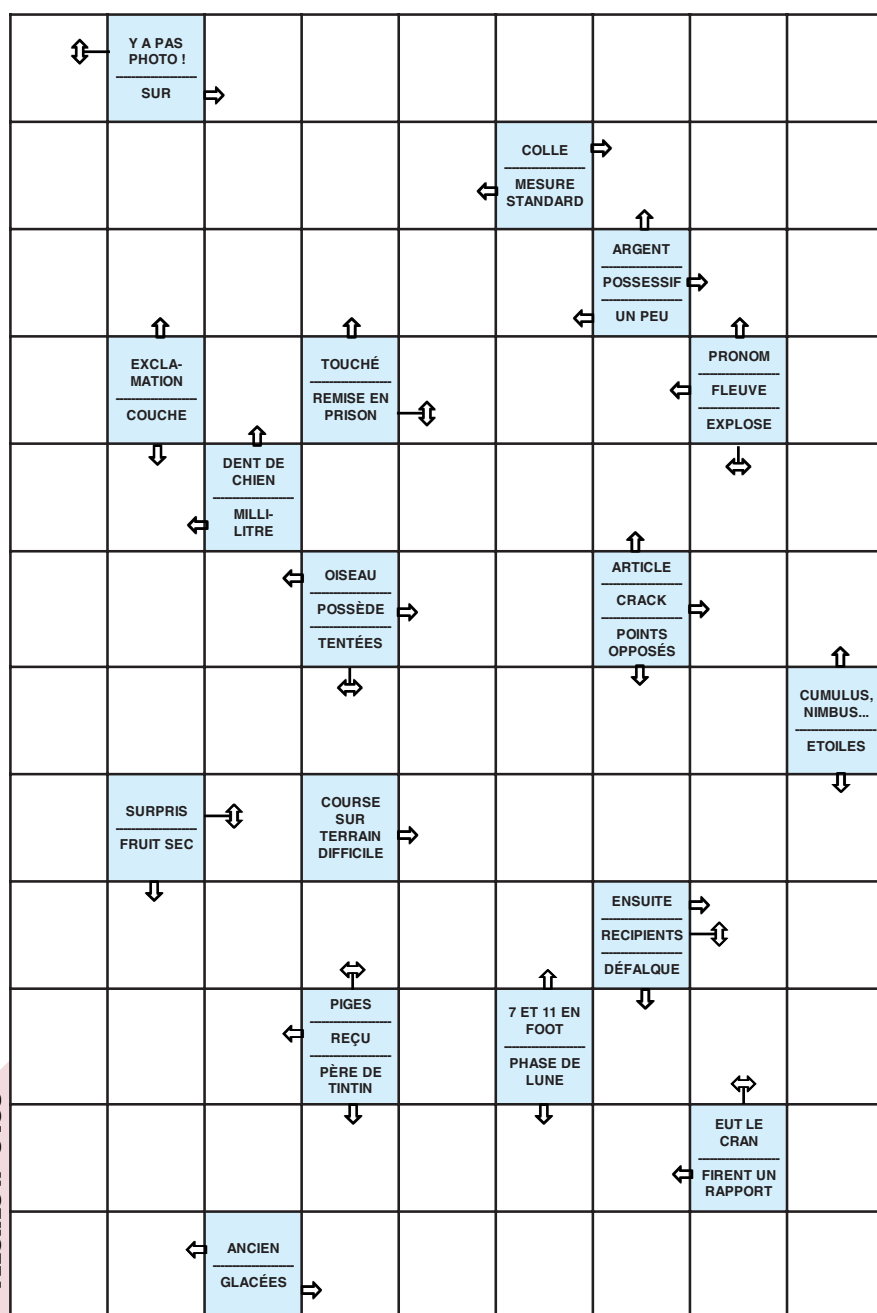 Y A PAS
PHOTO !
SUR
COLLE
MESURE
STANDARD
ARGENT
POSSESSIF
UN PEU
EXCLA-
MATION
COUCHE
TOUCHÉ
REMISE EN
PRISON
PRONOM
FLEUVE
EXPLOSE
DENT DE
CHIEN
MILLI-
LITRE
OISEAU
POSSÈDE
TENTÉES
ARTICLE
CRACK
POINTS
OPPOSÉS
CUMULUS,
NIMBUS...
ETOILES
SURPRIS
FRUIT SEC
COURSE
SUR
TERRAIN
DIFFICILE
ENSUITE
RECIPIENTS
DÉFALQUE
PIGES
REÇU
PÈRE DE
TINTIN
7 ET 11 EN
FOOT
PHASE DE
LUNE
EUT LE
CRAN
FIRENT UN
RAPPORT
ANCIEN
GLACÉES